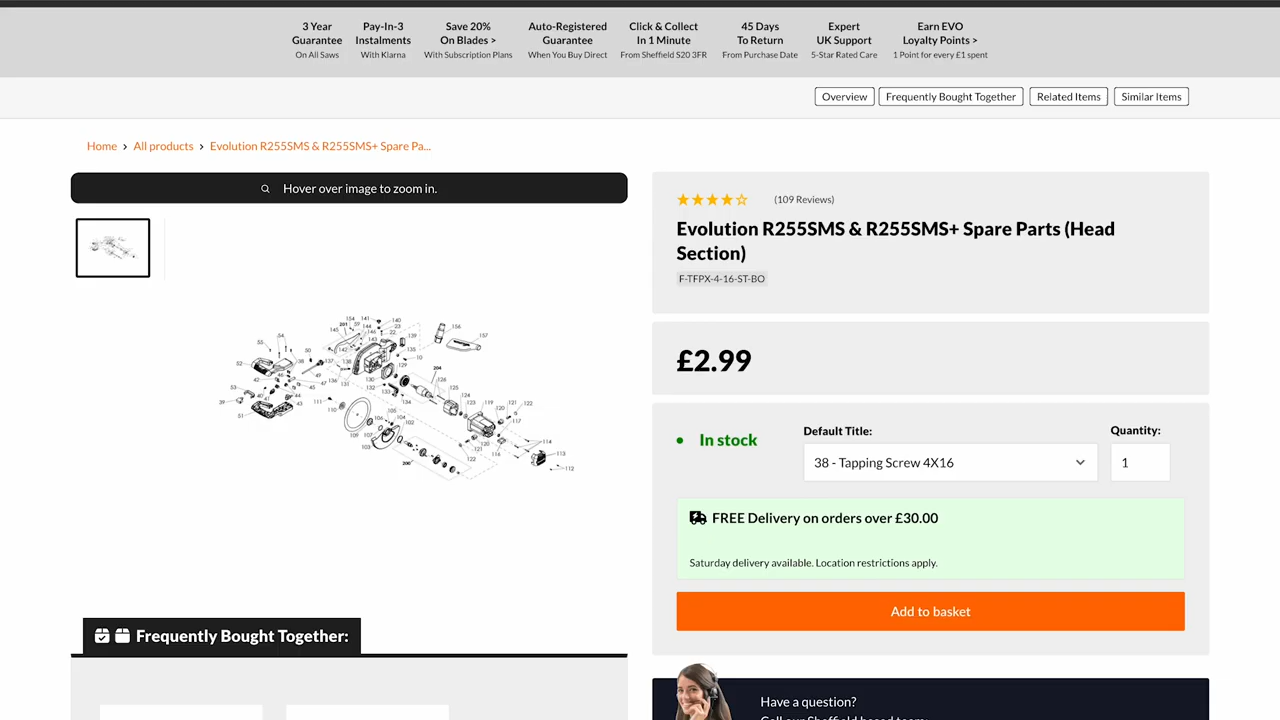 3 Year
Guarantee
On All Saws
Pay-In-3
Instalments
With Klarna
Save 20%
On Blades >
With Subscription Plans
Auto-Registered
Guarantee
When You Buy Direct
Click & Collect
In 1 Minute
From Sheffield S20 3FR
45 Days
To Return
From Purchase Date
Expert
UK Support
5-Star Rated Care
Earn EVO
Loyalty Points >
1 Point for every £1 spent
Overview
Frequently Bought Together
Related Items
Similar Items
Home › All products › Evolution R255SMS & R255SMS+ Spare Pa...
Hover over image to zoom in.
(109 Reviews)
Evolution R255SMS & R255SMS+ Spare Parts (Head
Section)
F-TFPX-4-16-ST-BO
£2.99
In stock
Default Title:
38 - Tapping Screw 4X16
Quantity:
1
FREE Delivery on orders over £30.00
Saturday delivery available. Location restrictions apply.
Add to basket
Frequently Bought Together:
Have a question?